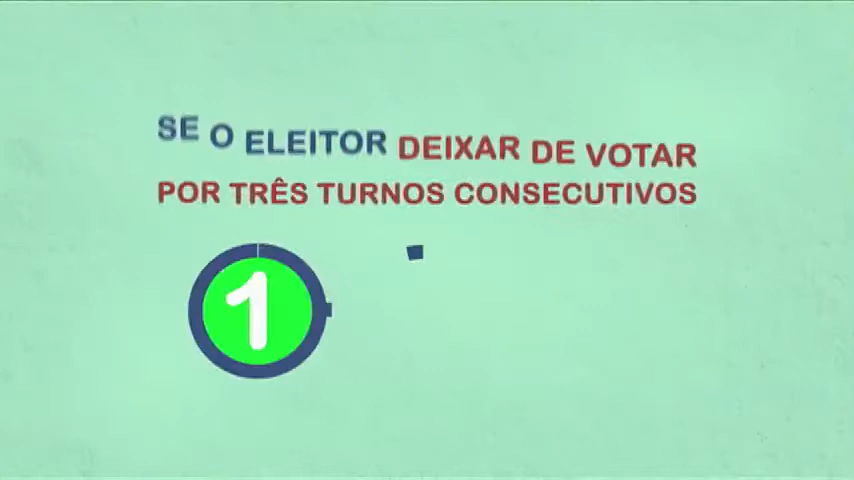 SE O ELEITOR DEIXAR DE VOTAR
POR TRÊS TURNOS CONSECUTIVOS
1